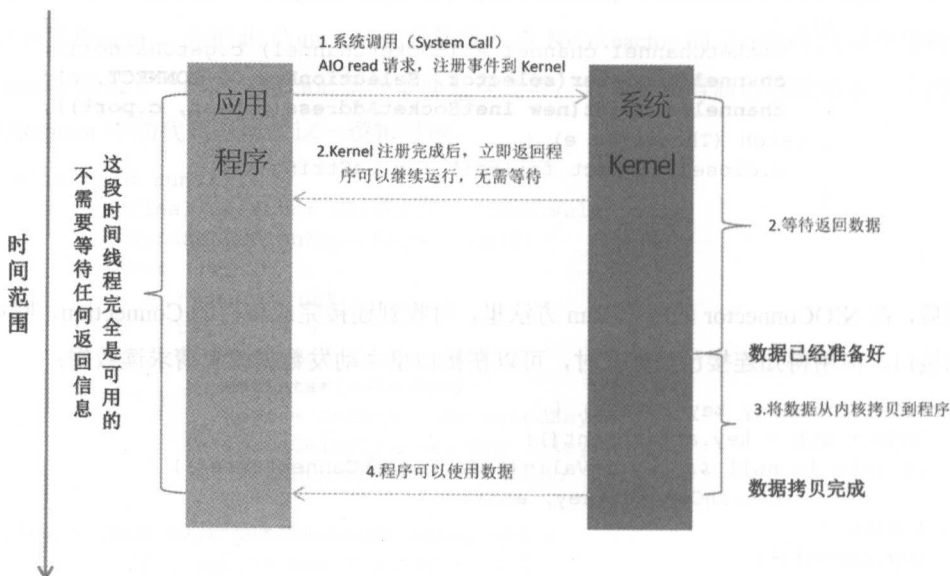 1.系统调用（System Call）
AIO read 请求，注册事件到 Kernel
应用
程序
系统
Kernel
2.Kernel 注册完成后，立即返回程
序可以继续运行，无需等待
2.等待返回数据
时间范围
这段时间线程完全是可用的
不需要等待任何返回信息
数据已经准备好
3.将数据从内核拷贝到程序
4.程序可以使用数据
数据拷贝完成